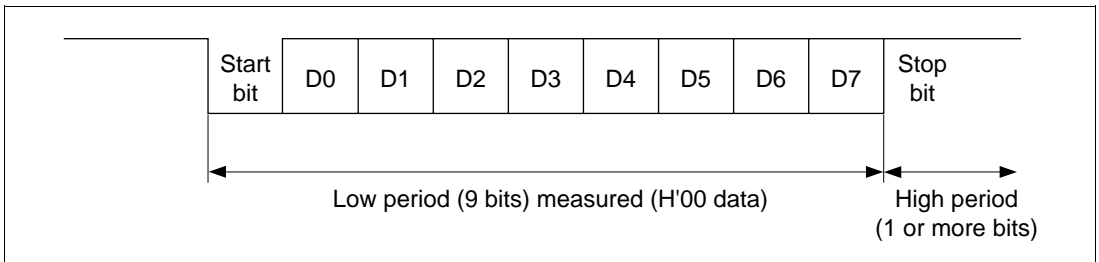 Start bit D0 D1 D2 D3 D4 D5 D6 D7 Stop bit
Low period (9 bits) measured (H'00 data)
High period
(1 or more bits)